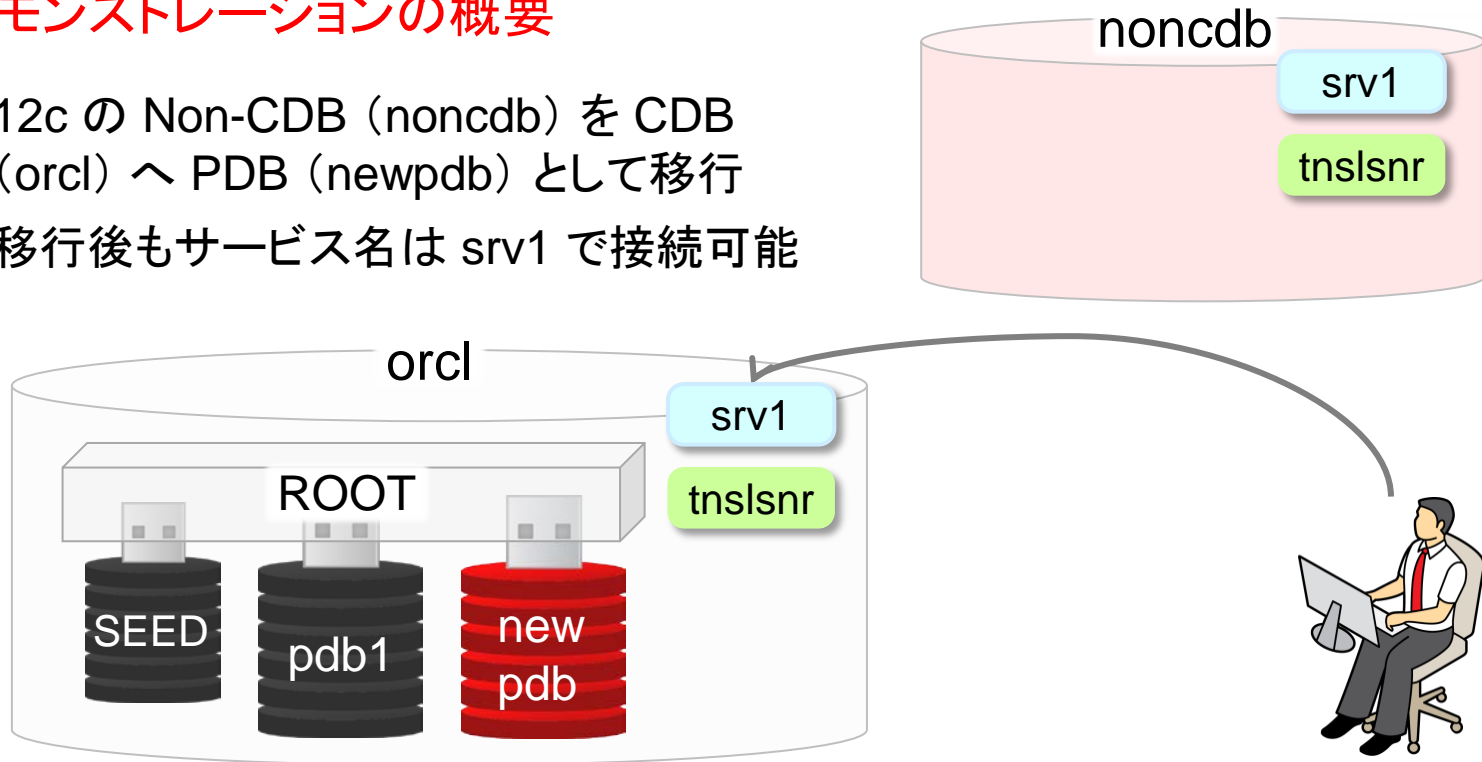 モンストレーションの概要
12c の Non-CDB（noncdb）を CDB
（orcl）へ PDB（newpdb）として移行
移行後もサービス名は srv1 で接続可能
noncdb
srv1
tnslsnr
orcl
srv1
tnslsnr
ROOT
SEED
pdb1
new
pdb